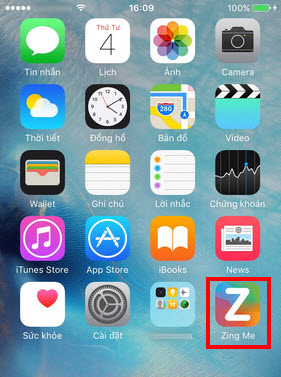 16:09 100%
Thứ Tư
4
Tin nhắn Lịch Ảnh Camera
280
Thời tiết Đồng hồ Bản đồ Video
Wallet Ghi chú Lời nhắc Chứng khoán
iTunes Store App Store iBooks News
Z
Sức khỏe Cài đặt Zing Me